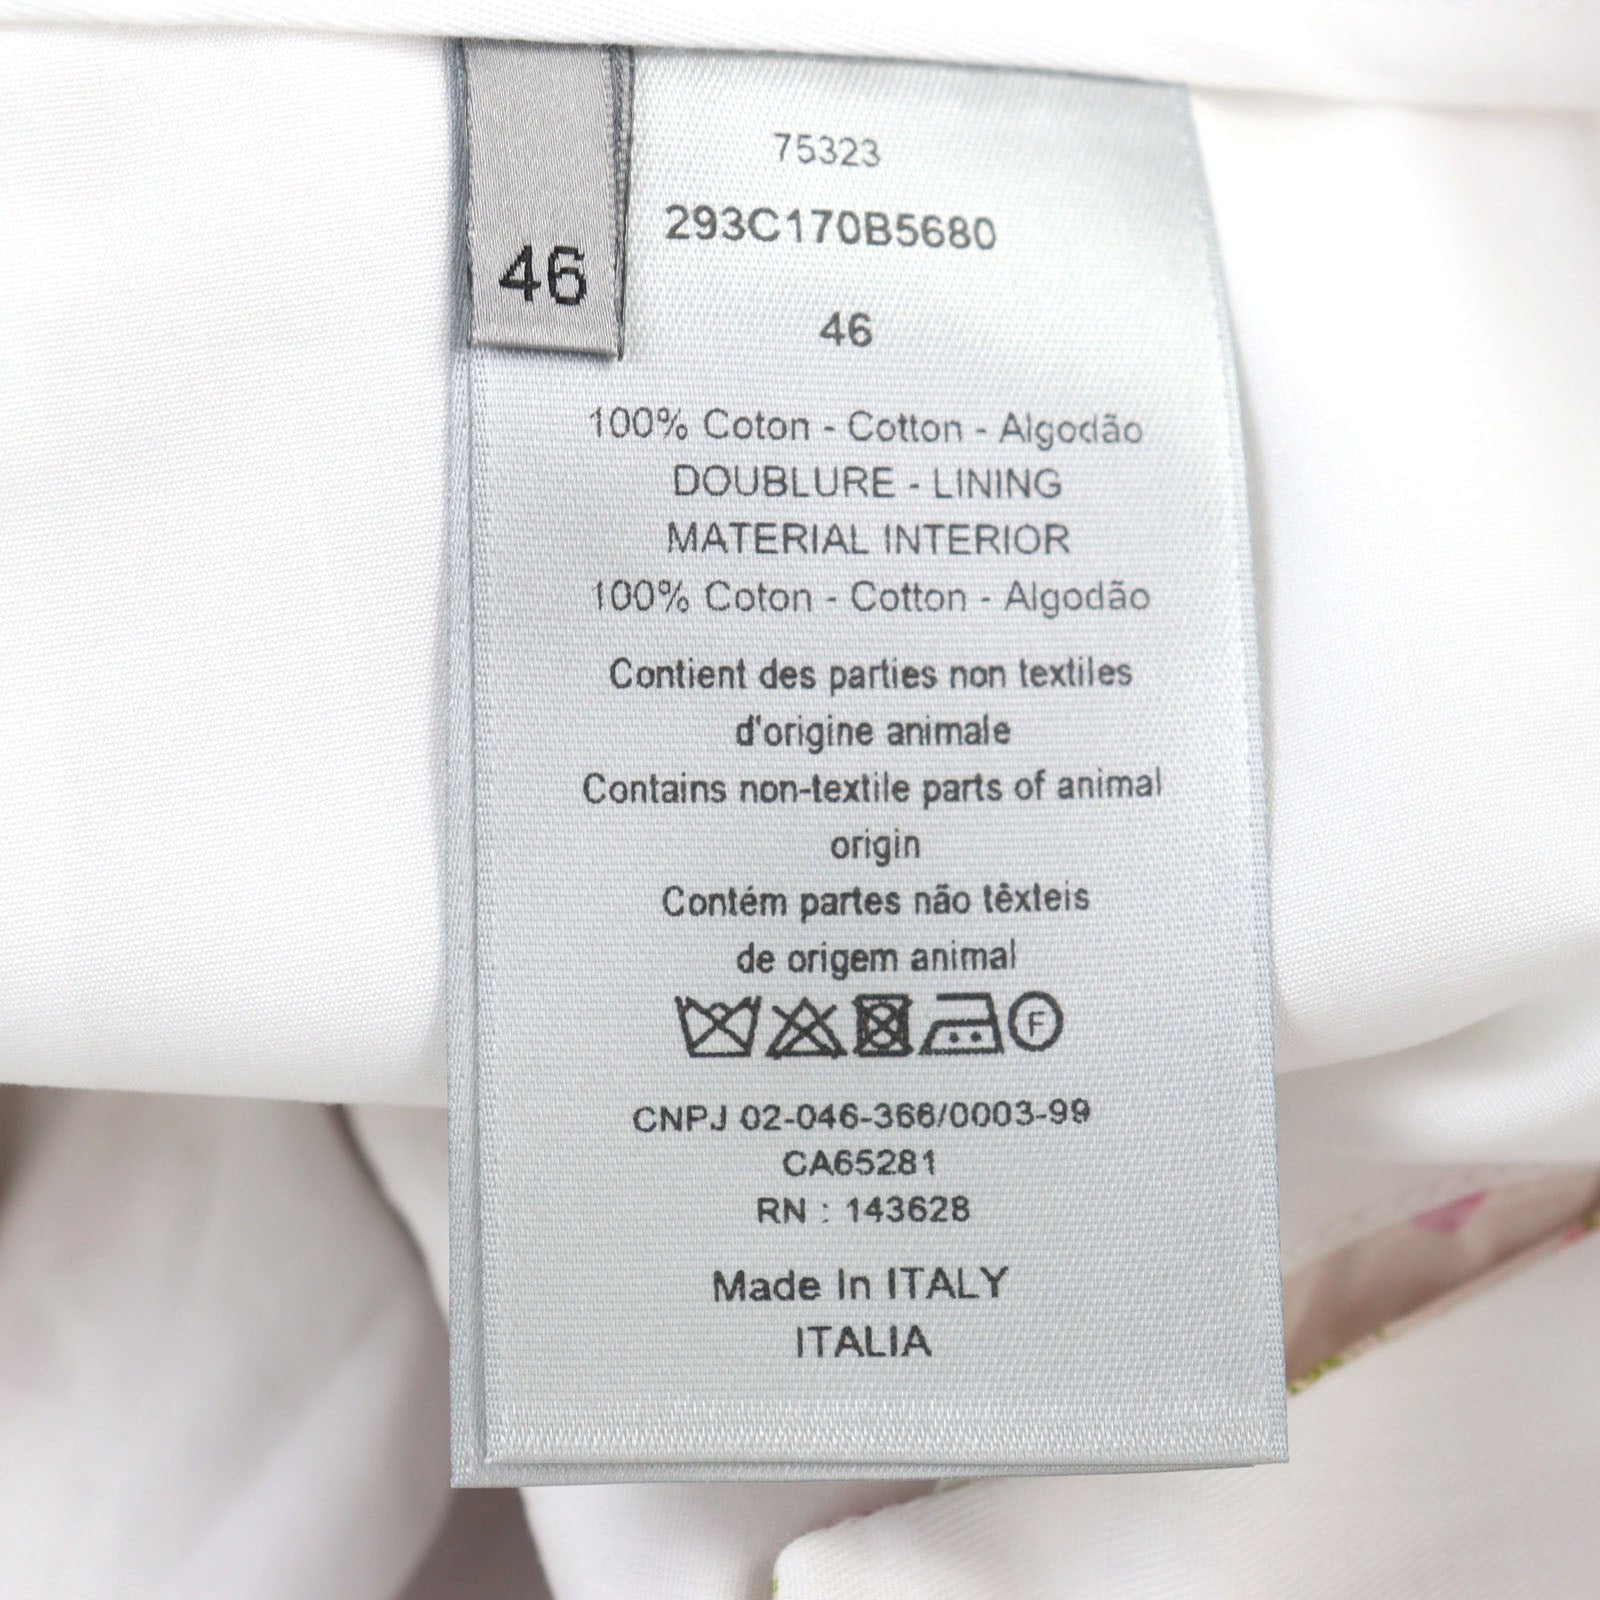 46
75323
293C170B5680
46
100% Coton - Cotton - Algodão
DOUBLURE - LINING
MATERIAL INTERIOR
100% Coton - Cotton - Algodão
Contient des parties non textiles
d'origine animale
Contains non-textile parts of animal
origin
Contém partes não têxteis
de origem animal
F
CNPJ 02-046-366/0003-99
CA65281
RN : 143628
Made In ITALY
ITALIA